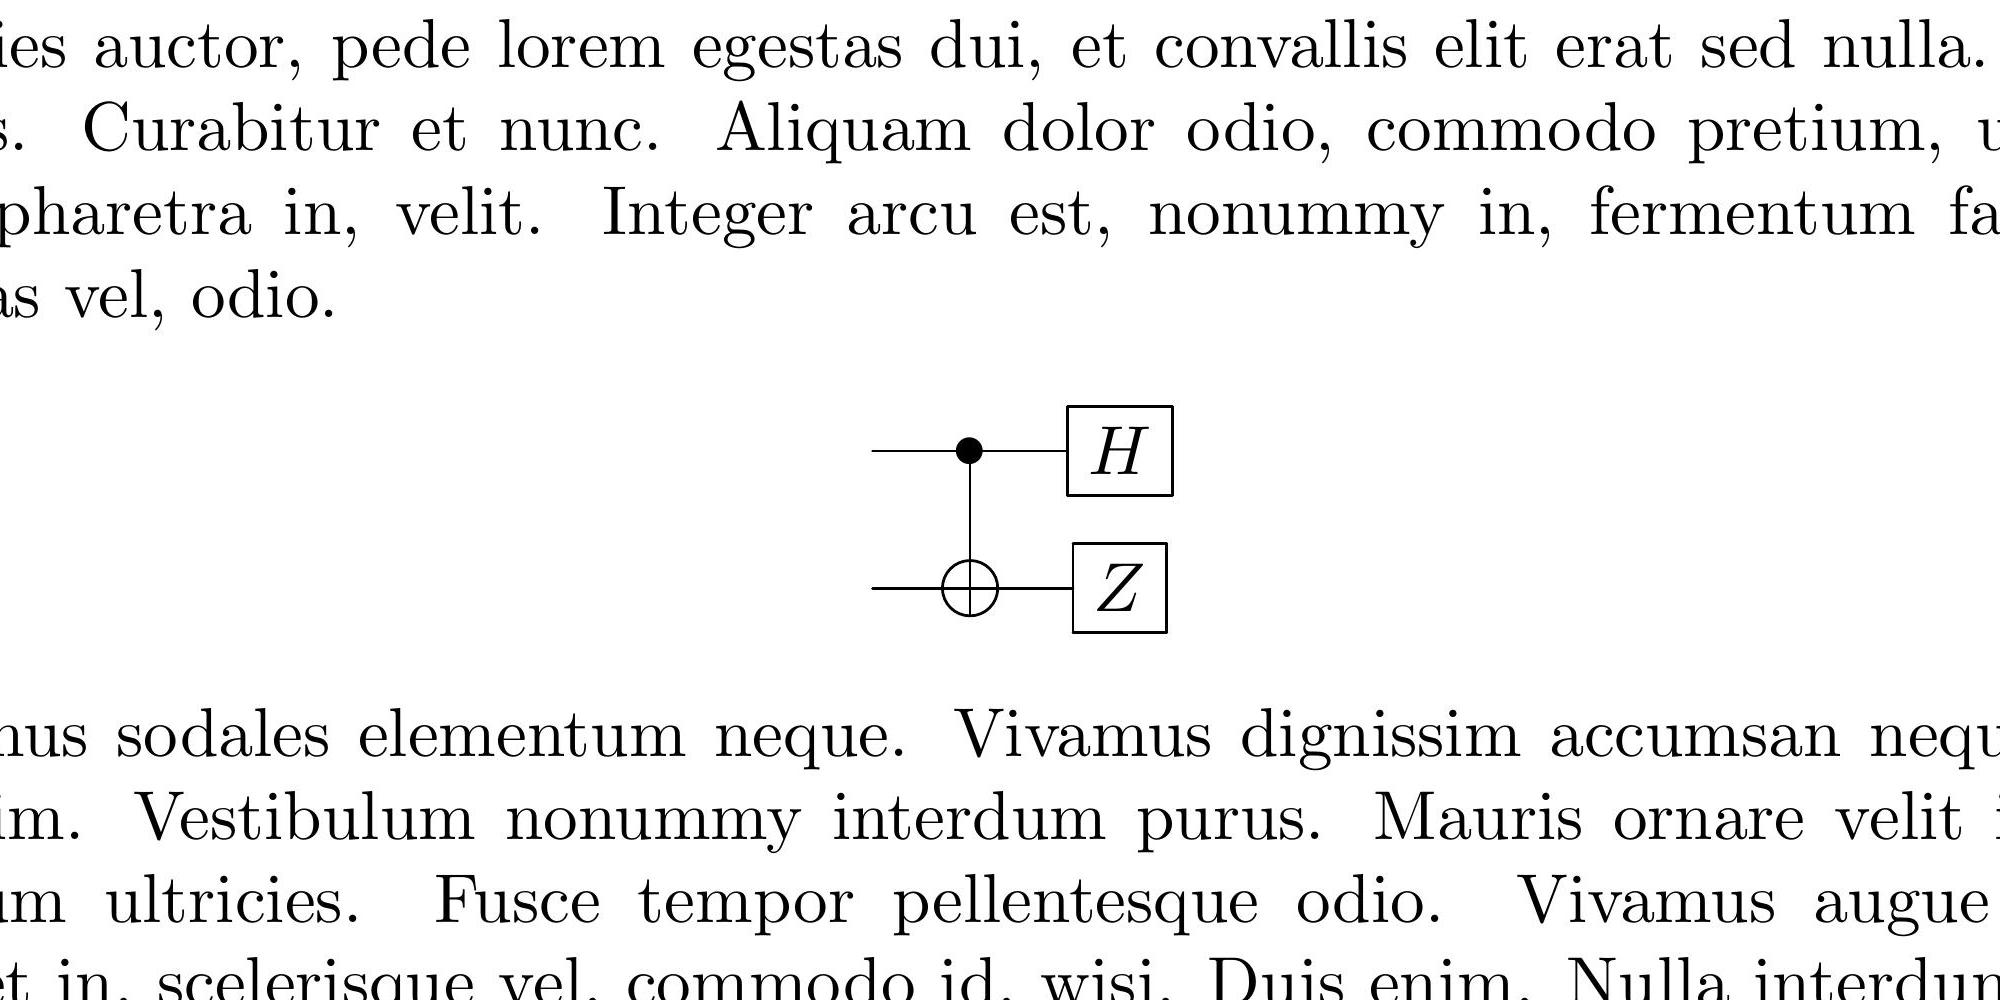 ies auctor, pede lorem egestas dui, et convallis elit erat sed nulla.
s. Curabitur et nunc. Aliquam dolor odio, commodo pretium, u
pharetra in, velit. Integer arcu est, nonummy in, fermentum fa
as vel, odio.
H
Z
nus sodales elementum neque. Vivamus dignissim accumsan nequ
im. Vestibulum nonummy interdum purus. Mauris ornare velit i
um ultricies. Fusce tempor pellentesque odio. Vivamus augue
et in, scelerisque vel, commodo id, wisi. Duis enim. Nulla interdum